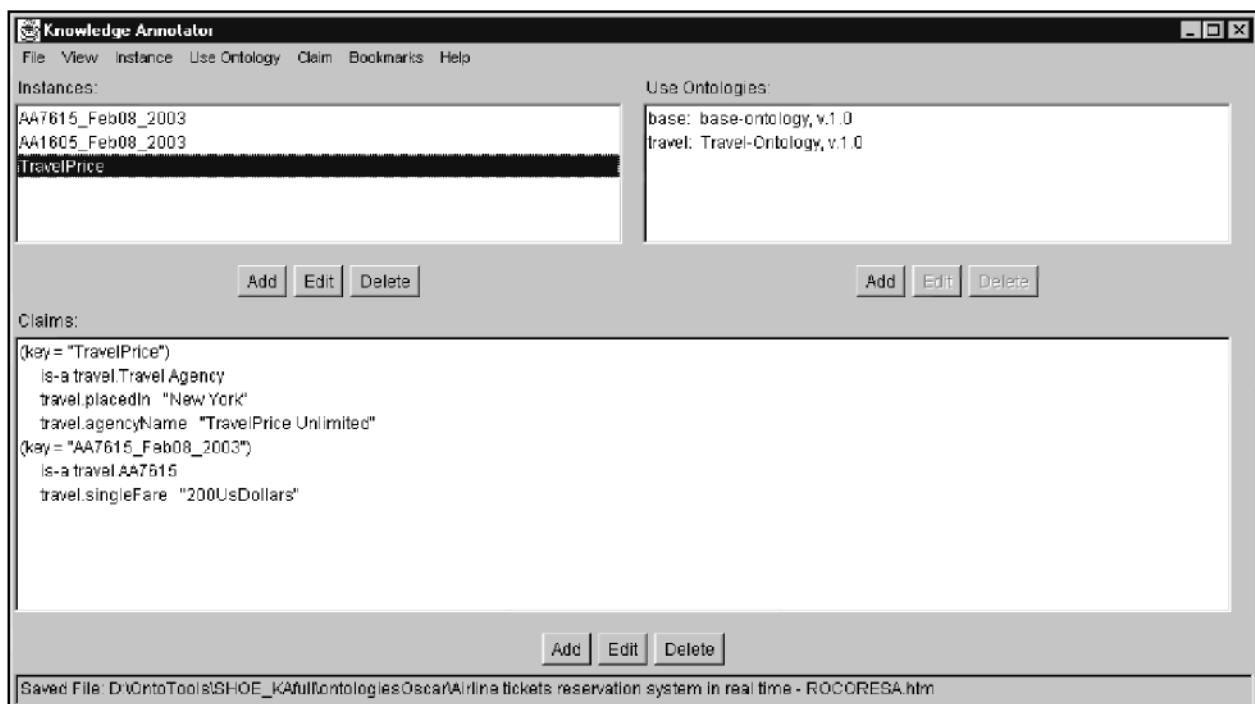 Knowledge Annotator
File View Instance Use Ontology Claim Bookmarks Help
Instances:
AA7615_Feb08_2003
AA1605_Feb08_2003
TravelPrice
Add Edit Delete
Use Ontologies:
base: base-ontology, v.1.0
travel: Travel-Ontology, v.1.0
Add Edit Delete
Claims:
(key = "TravelPrice")
is-a travel.Travel Agency
travel.placedIn "New York"
travel.agencyName "TravelPrice Unlimited"
(key = "AA7615_Feb08_2003")
is-a travel.AA7615
travel.singleFare "200UsDollars"
Add Edit Delete
Saved File: D:\OntoTools\SHOE_KAfull\ontologiesOscar\Airline tickets reservation system in real time - ROCORESA.htm